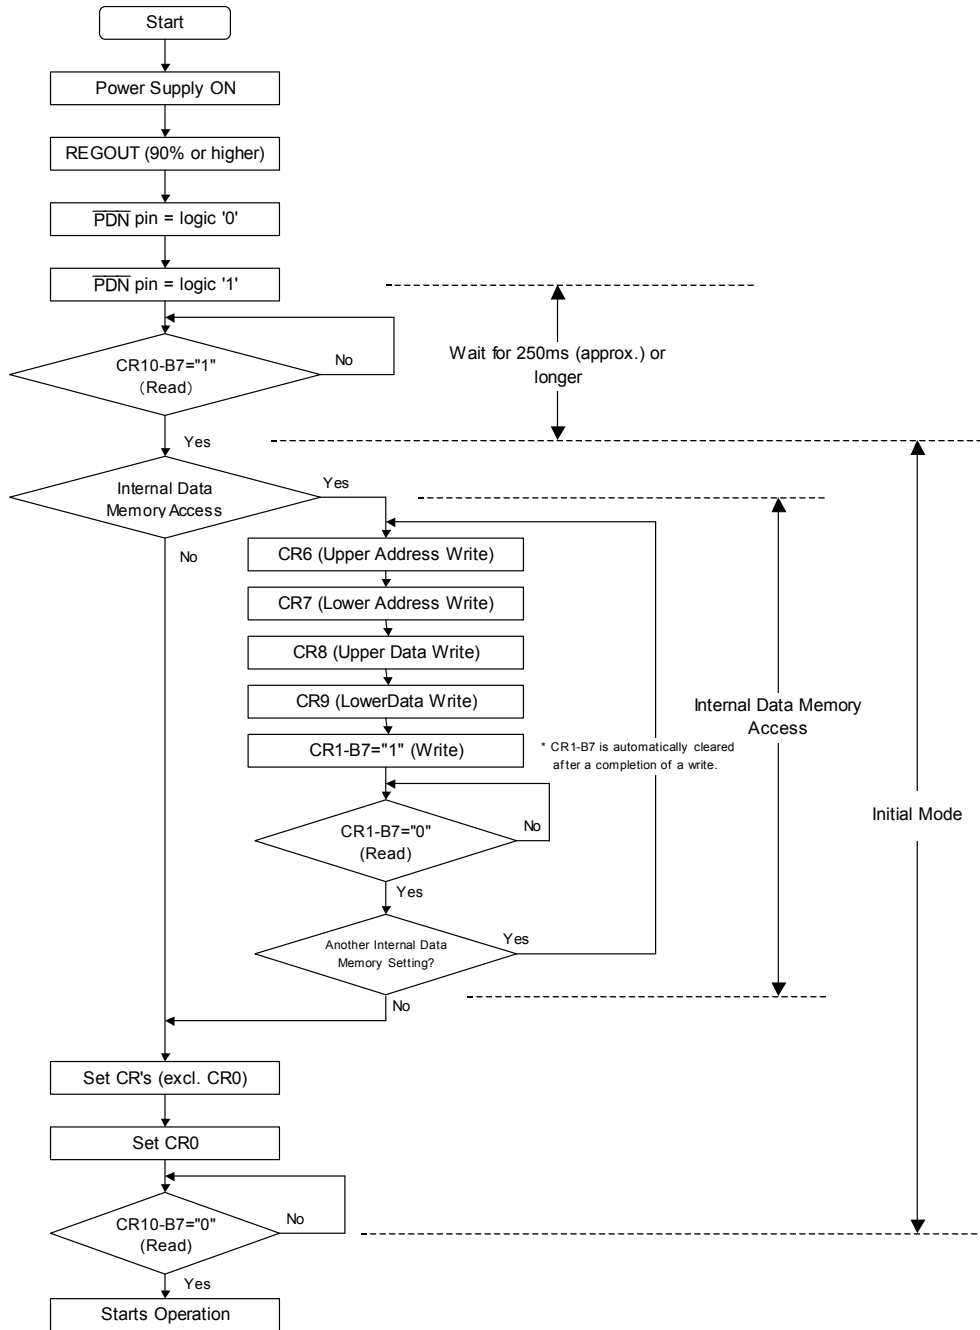 Start
Power Supply ON
REGOUT (90% or higher)
PDN pin = logic '0'
PDN pin = logic '1'
CR10-B7="1"
(Read)
No
Yes
Wait for 250ms (approx.) or
longer
Internal Data
Memory Access
Yes
No
CR6 (Upper Address Write)
CR7 (Lower Address Write)
CR8 (Upper Data Write)
CR9 (LowerData Write)
CR1-B7="1" (Write)
* CR1-B7 is automatically cleared
after a completion of a write.
Internal Data Memory
Access
CR1-B7="0"
(Read)
No
Yes
Initial Mode
Another Internal Data
Memory Setting?
Yes
No
Set CR's (excl. CR0)
Set CR0
CR10-B7="0"
(Read)
No
Yes
Starts Operation